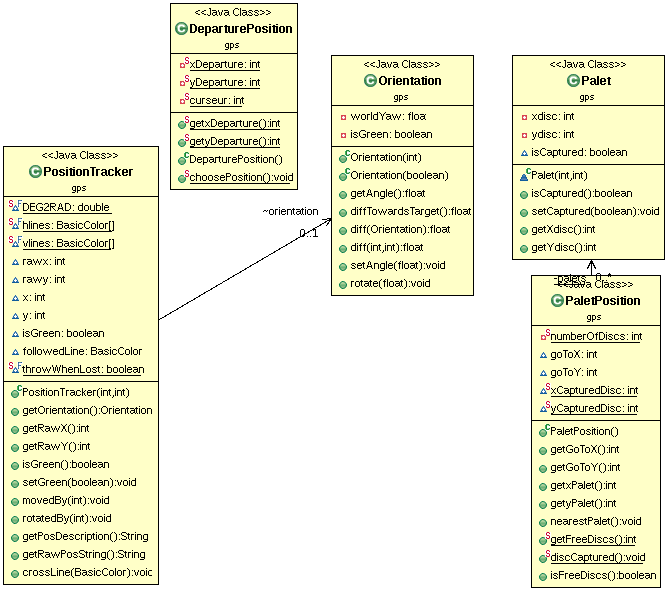 <<Java Class>>
DeparturePosition
gps
xDeparture: int
yDeparture: int
curseur: int
getxDeparture():int
getyDeparture():int
DeparturePosition()
choosePosition():void
<<Java Class>>
Orientation
gps
worldYaw: float
isGreen: boolean
Orientation(int)
Orientation(boolean)
getAngle():float
diffTowardsTarget():float
diff(Orientation):float
diff(int,int):float
setAngle(float):void
rotate(float):void
<<Java Class>>
Palet
gps
xdisc: int
ydisc: int
isCaptured: boolean
Palet(int,int)
isCaptured():boolean
setCaptured(boolean):void
getXdisc():int
getYdisc():int
<<Java Class>>
PositionTracker
gps
DEG2RAD: double
hlines: BasicColor[]
vlines: BasicColor[]
rawx: int
rawy: int
x: int
y: int
isGreen: boolean
followedLine: BasicColor
throwWhenLost: boolean
PositionTracker(int,int)
getOrientation():Orientation
getRawX():int
getRawY():int
isGreen():boolean
setGreen(boolean):void
movedBy(int):void
rotatedBy(int):void
getPosDescription():String
getRawPosString():String
crossLine(BasicColor):void
~orientation
0..1
-palets 0..*
<<Java Class>>
PaletPosition
gps
numberOfDiscs: int
goToX: int
goToY: int
xCapturedDisc: int
yCapturedDisc: int
PaletPosition()
getGoToX():int
getGoToY():int
getxPalet():int
getyPalet():int
nearestPalet():void
getFreeDiscs():int
discCaptured():void
isFreeDiscs():boolean